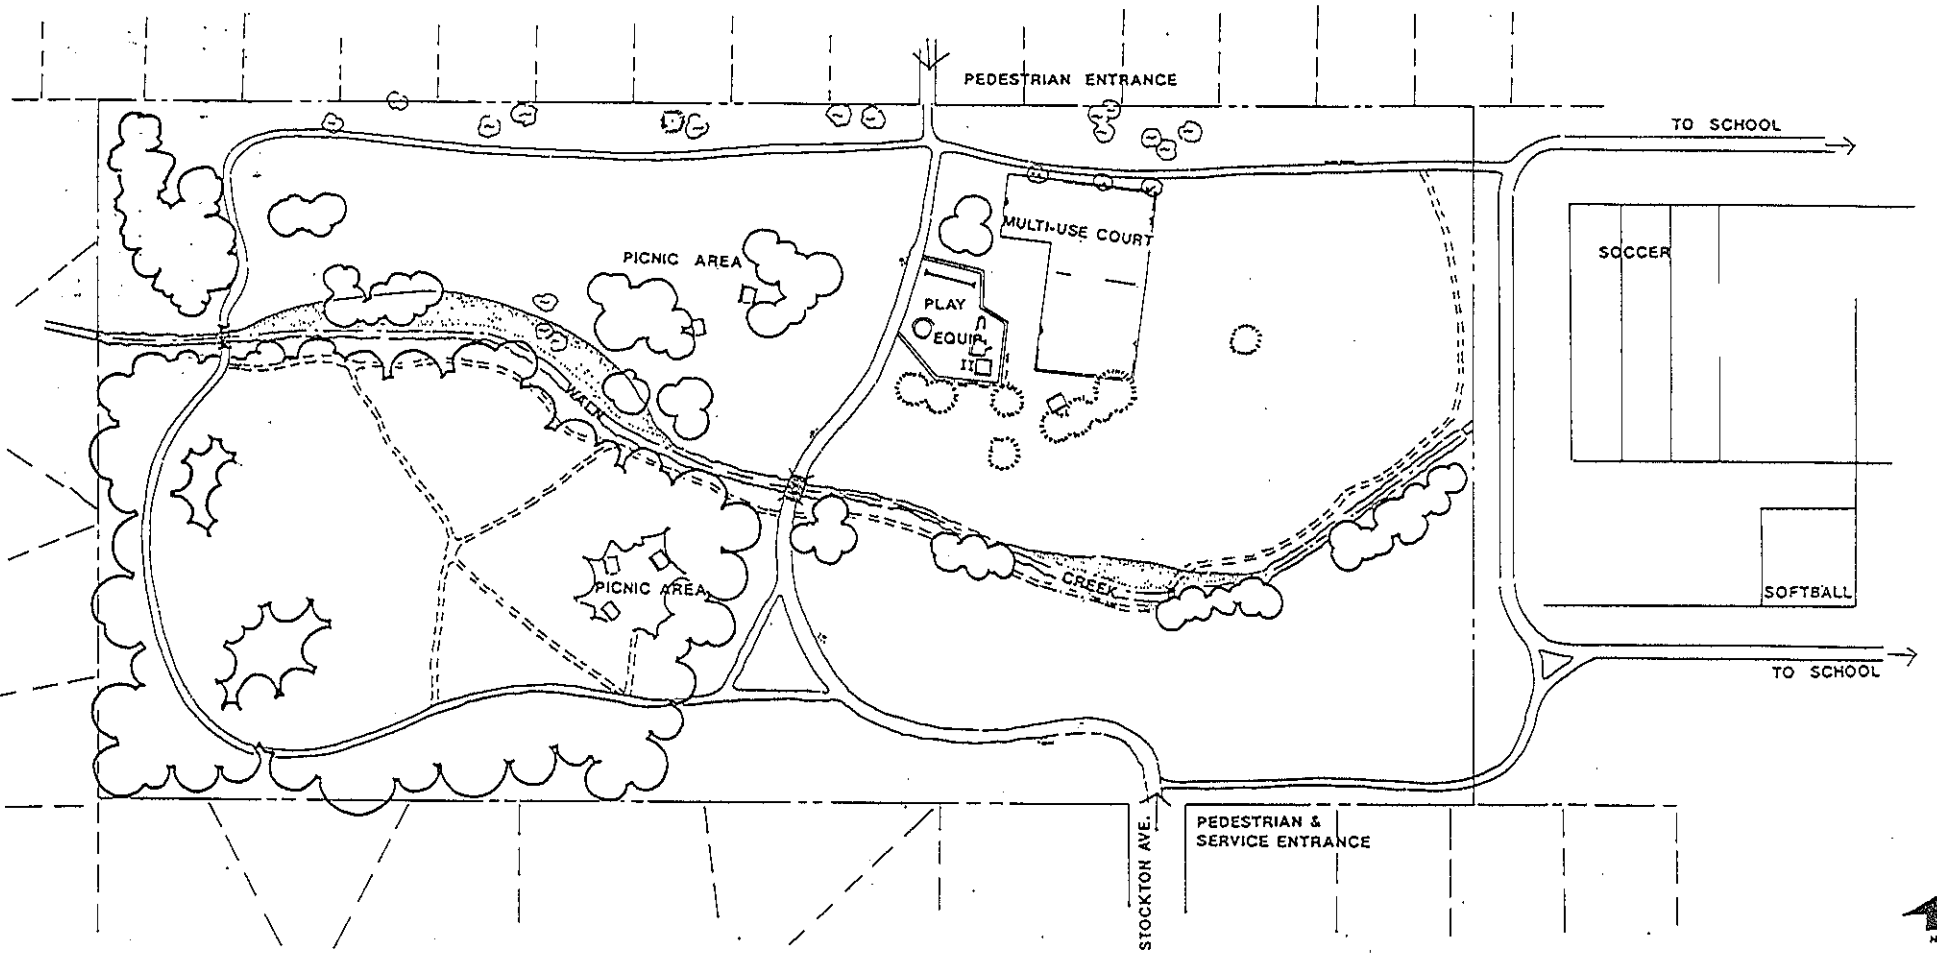 PEDESTRIAN ENTRANCE
TO SCHOOL
MULTI-USE COURT
SOCCER
PICNIC AREA
PLAY
EQUIP.
WALK
CREEK
PICNIC AREA
SOFTBALL
TO SCHOOL
PEDESTRIAN &
SERVICE ENTRANCE
STOCKTON AVE.
N